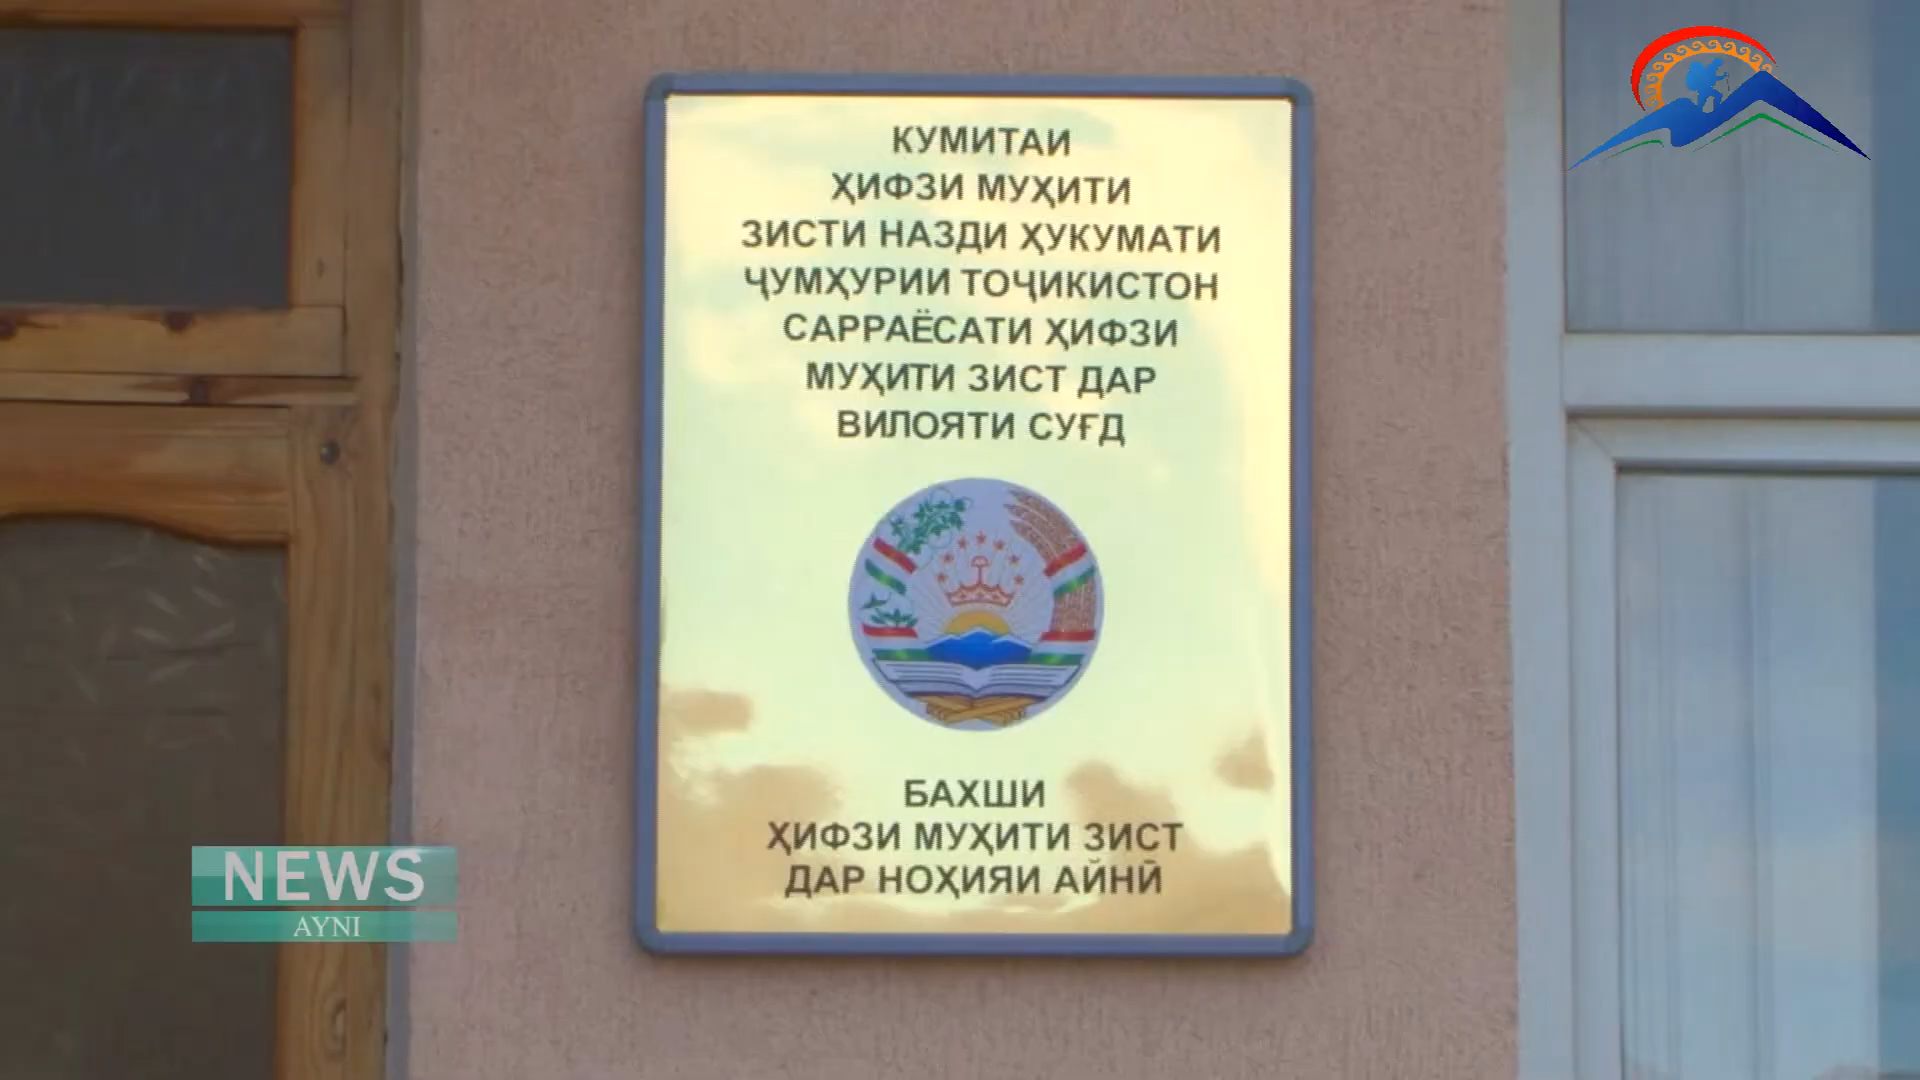 КУМИТАИ
ҲИФЗИ МУҲИТИ
ЗИСТИ НАЗДИ ҲУКУМАТИ
ҶУМҲУРИИ ТОҶИКИСТОН
САРРАЁСАТИ ҲИФЗИ
МУҲИТИ ЗИСТ ДАР
ВИЛОЯТИ СУҒД
БАХШИ
ҲИФЗИ МУҲИТИ ЗИСТ
ДАР НОҲИЯИ АЙНӢ
NEWS
AYNI